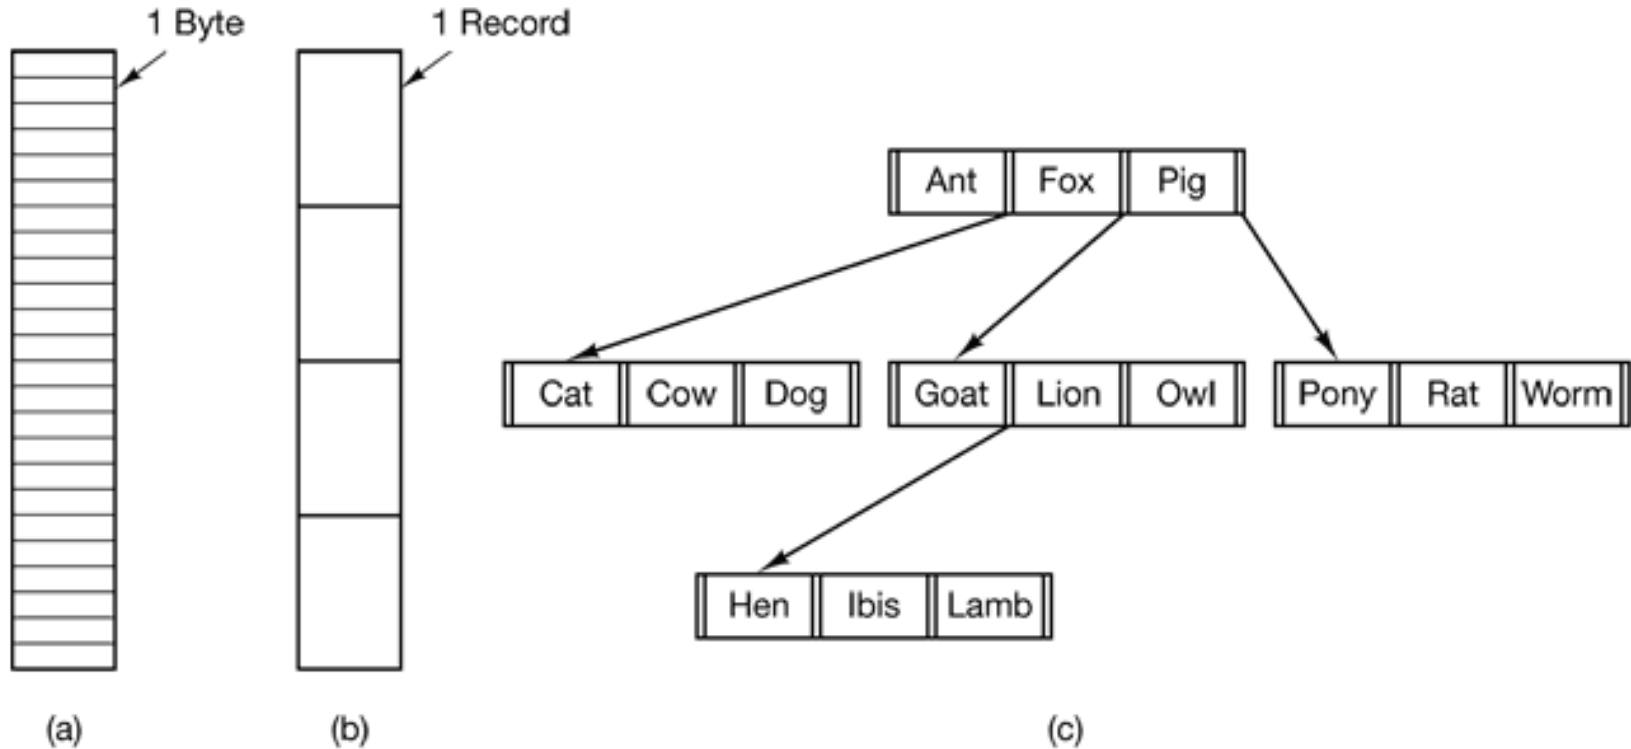 1 Byte
1 Record
Ant Fox Pig
Cat Cow Dog
Goat Lion Owl
Pony Rat Worm
Hen Ibis Lamb
(a)
(b)
(c)